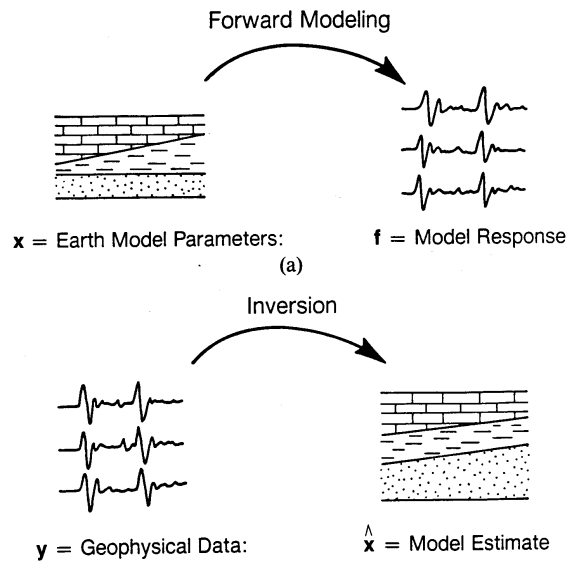 Forward Modeling
x = Earth Model Parameters:
f = Model Response
(a)
Inversion
y = Geophysical Data:
x̂ = Model Estimate